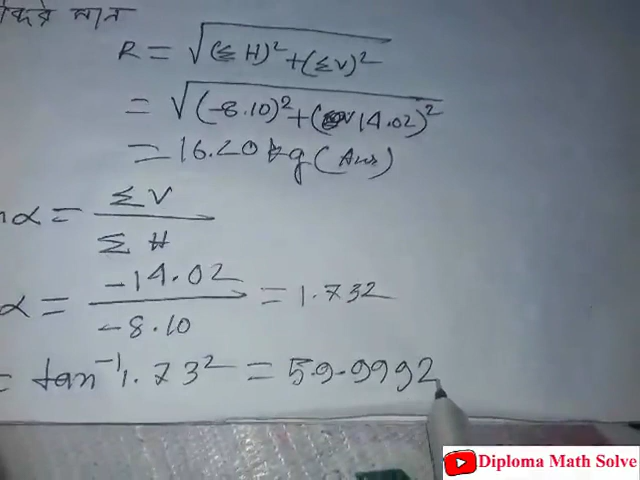 মান
R = √(ΣH)² + (ΣV)²
= √(-8.10)² + (14.02)²
= 16.20 kg (Ans)
α = ΣV / ΣH
α = -14.02 / -8.10 = 1.732
= tan⁻¹ 1.732 = 59.9992
Diploma Math Solve